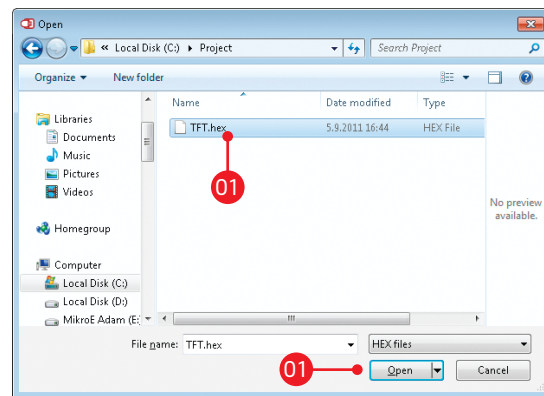 Open
« Local Disk (C:) ▸ Project
Search Project
Organize
New folder
Name
Date modified
Type
Libraries
Documents
Music
Pictures
Videos
Homegroup
Computer
Local Disk (C:)
Local Disk (D:)
MikroE Adam (E:
TFT.hex
5.9.2011 16:44
HEX File
01
No preview
available.
File name:
TFT.hex
HEX files
01
Open
Cancel